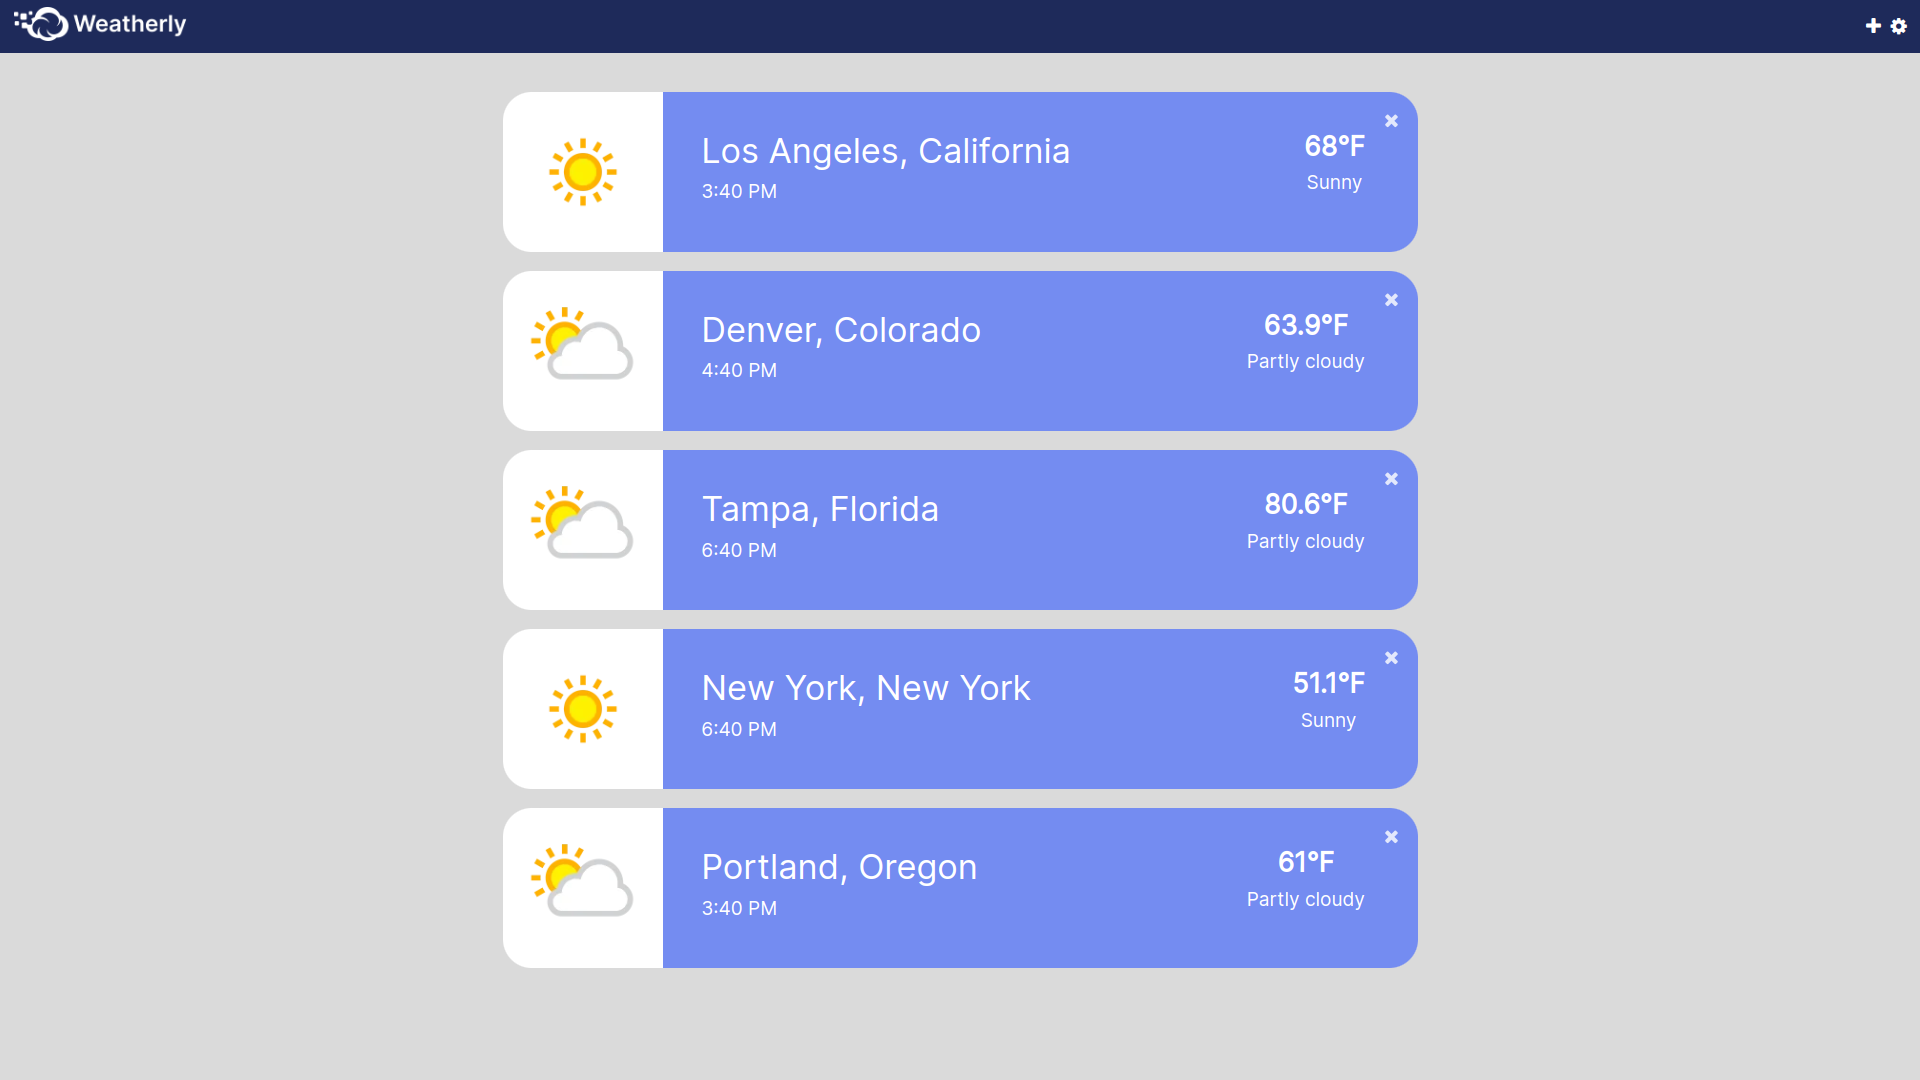 Weatherly
Los Angeles, California
3:40 PM
68°F
Sunny
Denver, Colorado
4:40 PM
63.9°F
Partly cloudy
Tampa, Florida
6:40 PM
80.6°F
Partly cloudy
New York, New York
6:40 PM
51.1°F
Sunny
Portland, Oregon
3:40 PM
61°F
Partly cloudy